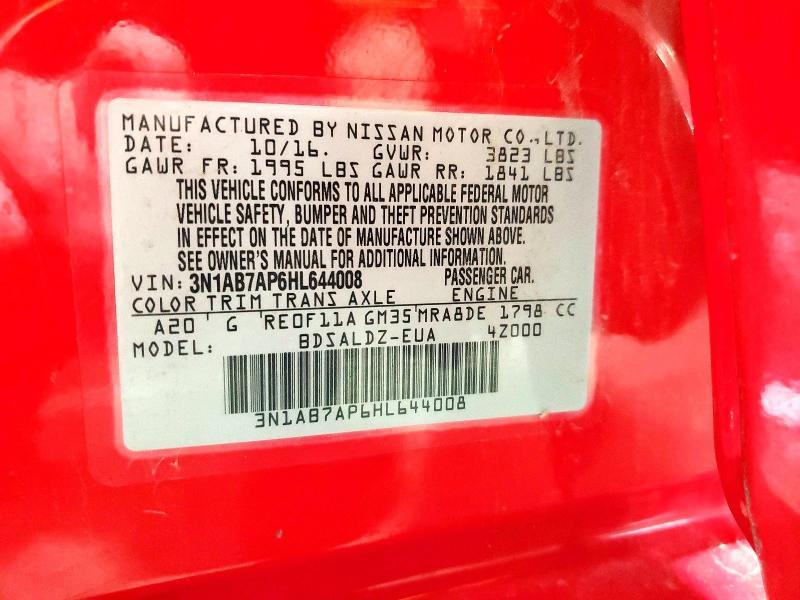 MANUFACTURED BY NISSAN MOTOR CO., LTD.
DATE: 10/16. GVWR: 3823 LBS
GAWR FR: 1995 LBS GAWR RR: 1841 LBS
THIS VEHICLE CONFORMS TO ALL APPLICABLE FEDERAL MOTOR
VEHICLE SAFETY, BUMPER AND THEFT PREVENTION STANDARDS
IN EFFECT ON THE DATE OF MANUFACTURE SHOWN ABOVE.
SEE OWNER'S MANUAL FOR ADDITIONAL INFORMATION.
VIN: 3N1AB7AP6HL644008 PASSENGER CAR.
COLOR TRIM TRANS AXLE ENGINE
A20 G RE0F11A GM35 MRA8DE 1798 CC
MODEL: BDSALDZ-EUA 4Z000
3N1AB7AP6HL644008